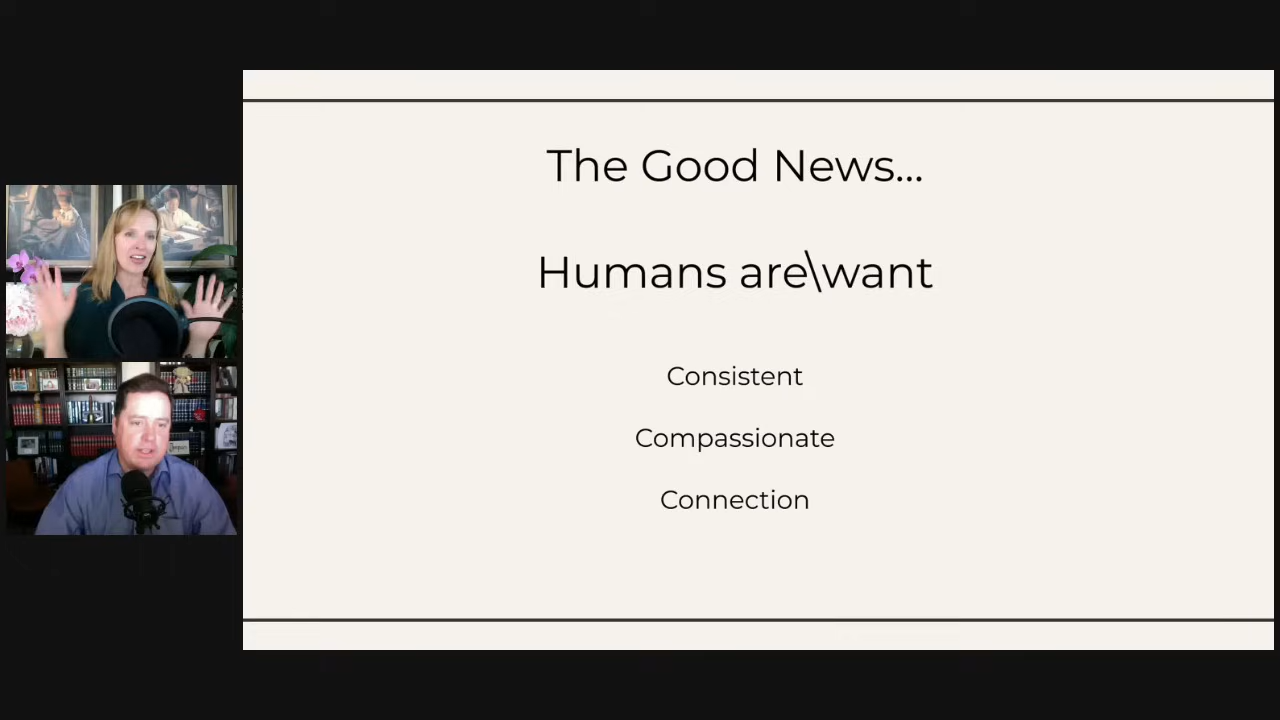 The Good News...
Humans are\want
Consistent
Compassionate
Connection